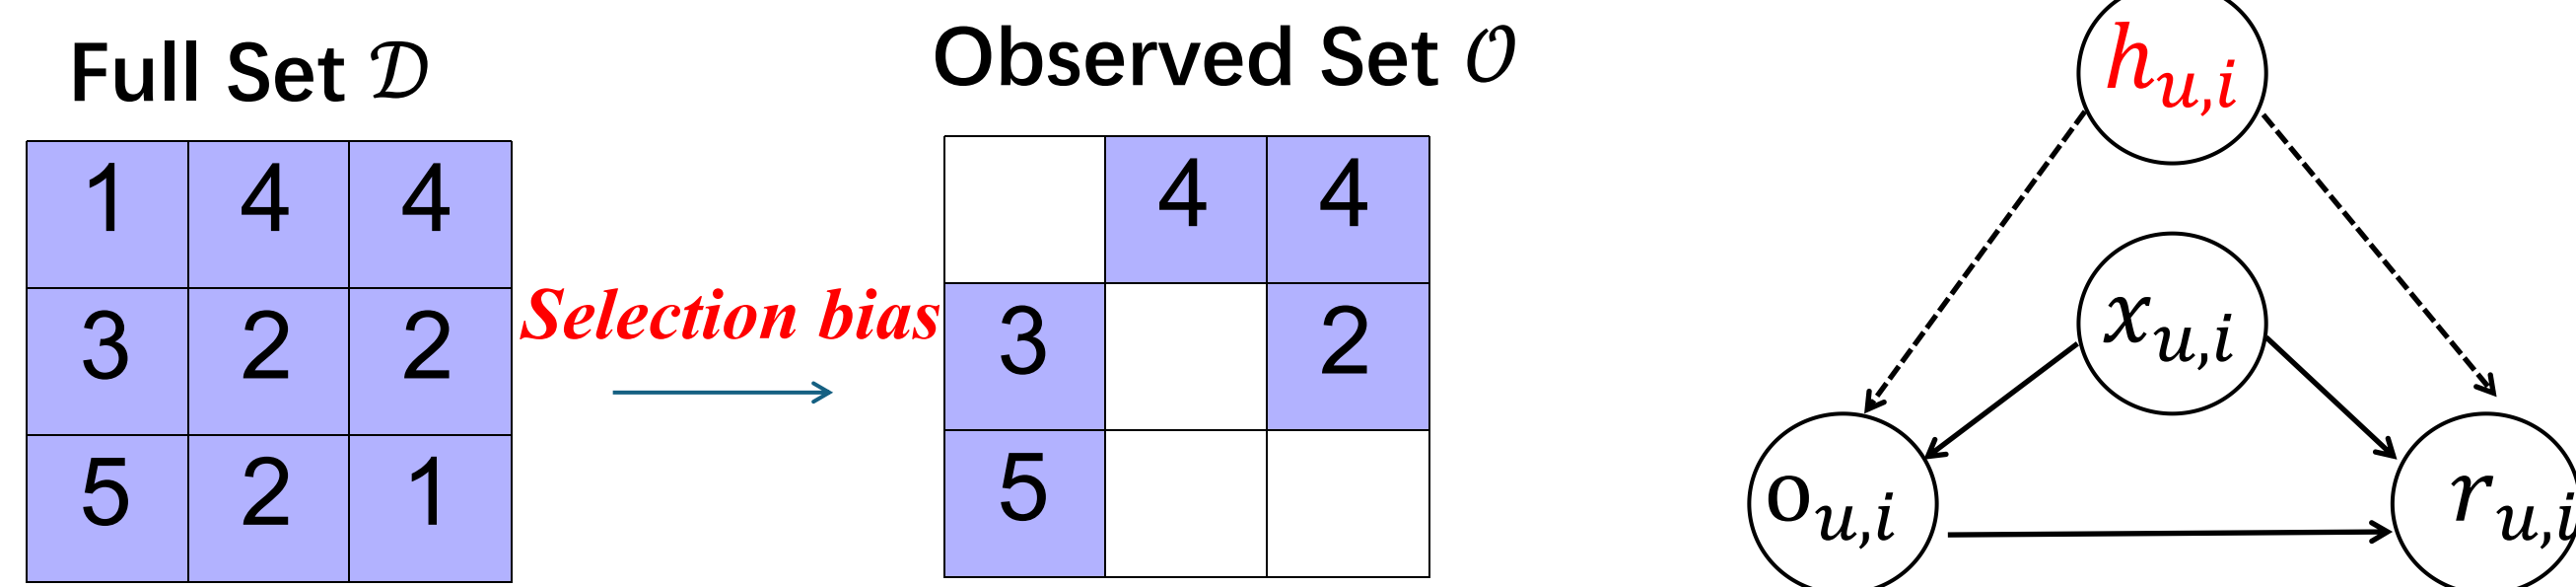 Full Set 𝒟
1 4 4
3 2 2
5 2 1
Selection bias
Observed Set 𝒪
4 4
3 2
5
h_{u,i}
x_{u,i}
o_{u,i}
r_{u,i}